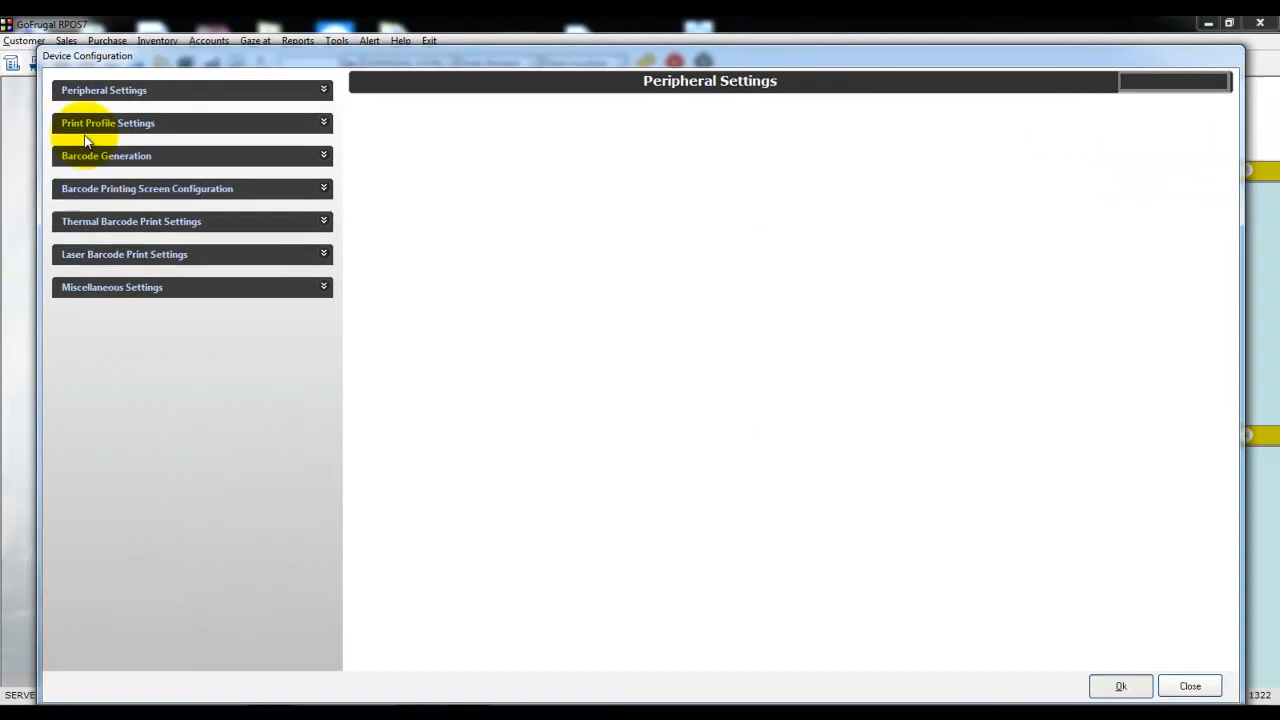 GoFrugal RPOS7
Customer Sales Purchase Inventory Accounts Gaze at Reports Tools Alert Help Exit
Device Configuration
Peripheral Settings
Peripheral Settings
Print Profile Settings
Barcode Generation
Barcode Printing Screen Configuration
Thermal Barcode Print Settings
Laser Barcode Print Settings
Miscellaneous Settings
Ok Close
SERVE 1322